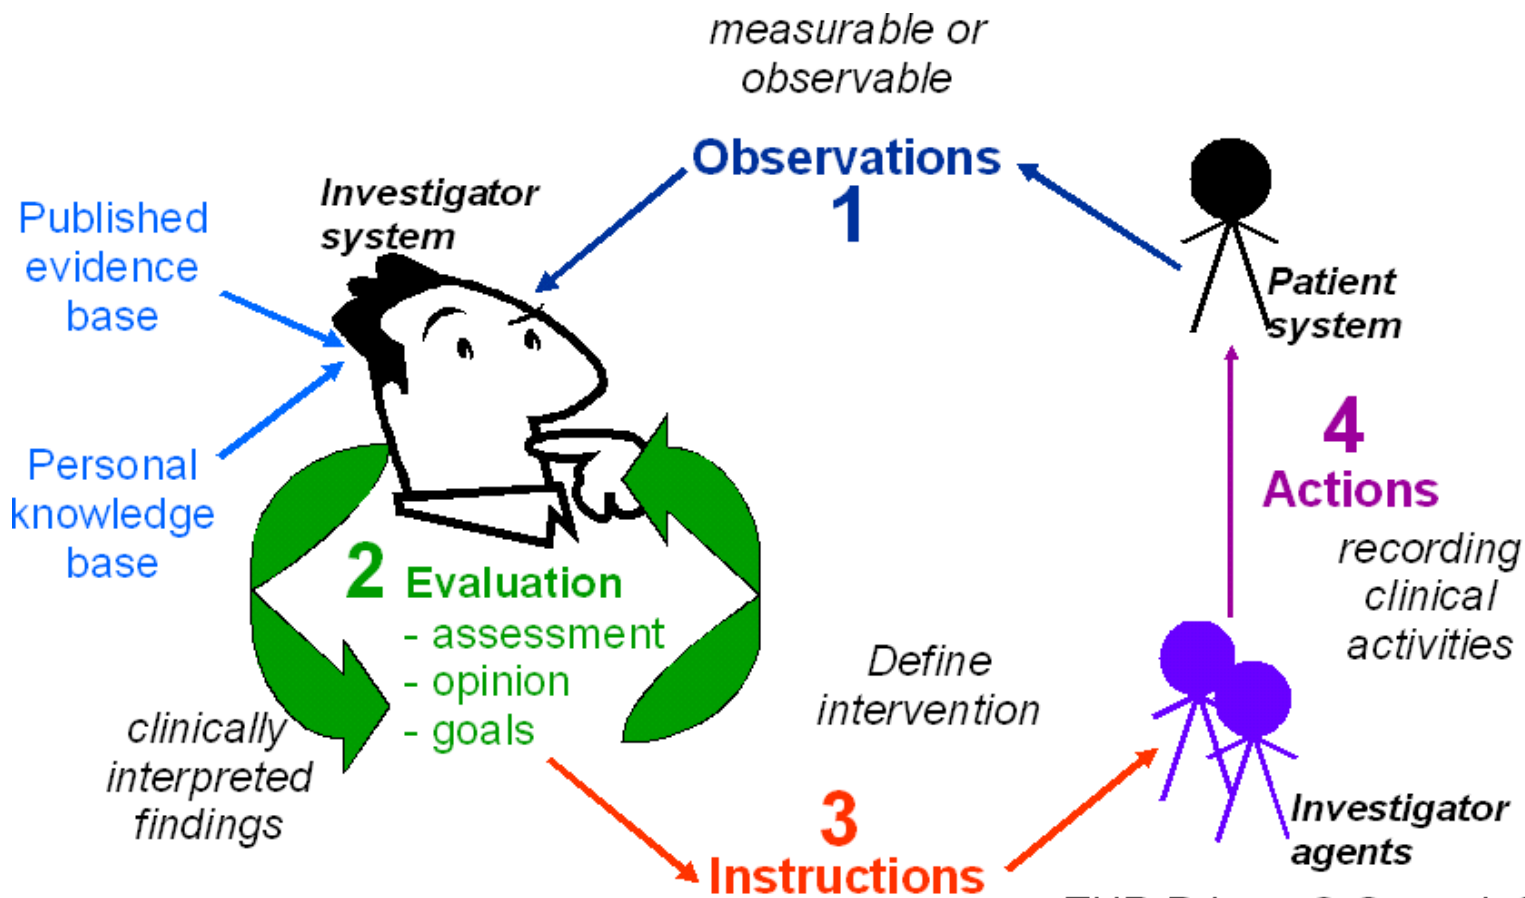 measurable or
observable
Observations
1
Investigator
system
Published
evidence
base
Patient
system
Personal
knowledge
base
2 Evaluation
- assessment
- opinion
- goals
clinically
interpreted
findings
Define
intervention
3
Instructions
4
Actions
recording
clinical
activities
Investigator
agents